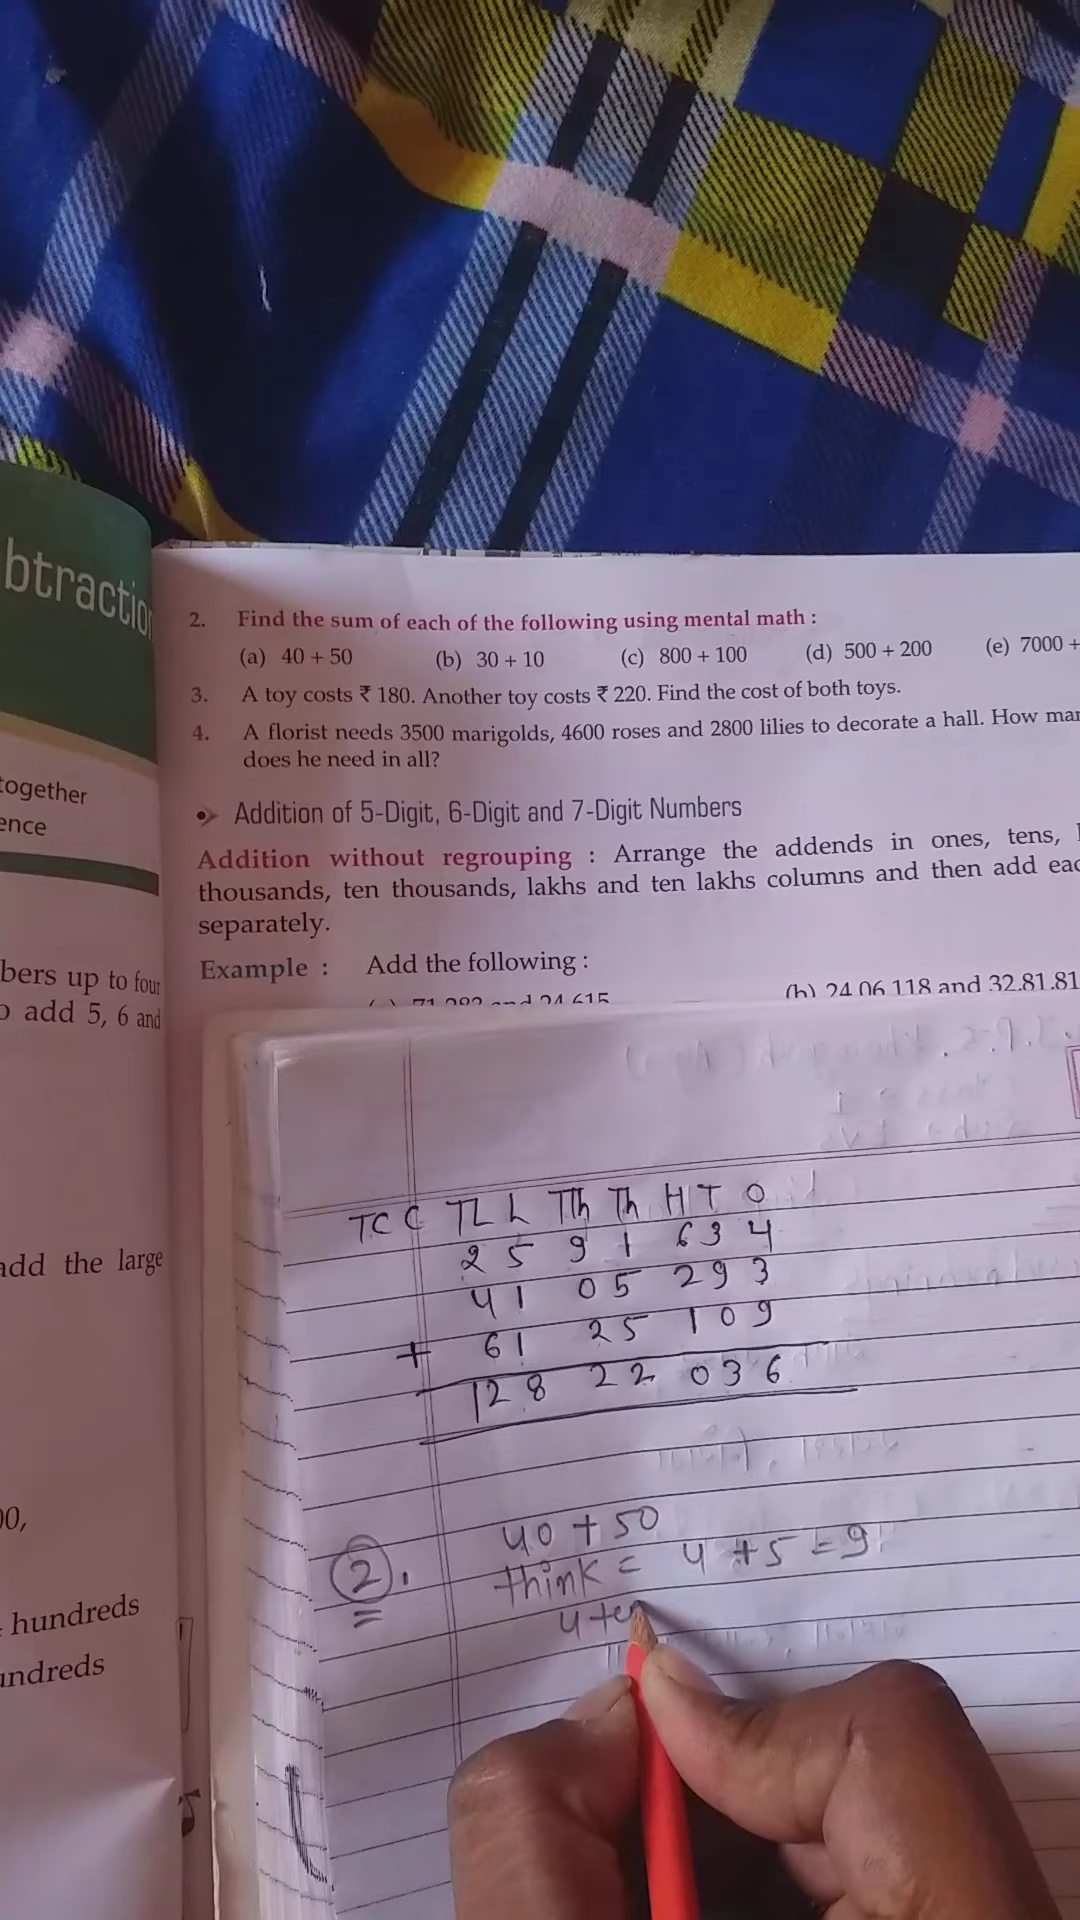 btraction
together
ence
bers up to four
add 5, 6 and
add the large
00,
hundreds
undreds
2. Find the sum of each of the following using mental math :
(a) 40 + 50 (b) 30 + 10 (c) 800 + 100 (d) 500 + 200 (e) 7000 +
3. A toy costs ₹ 180. Another toy costs ₹ 220. Find the cost of both toys.
4. A florist needs 3500 marigolds, 4600 roses and 2800 lilies to decorate a hall. How mar
does he need in all?
Addition of 5-Digit, 6-Digit and 7-Digit Numbers
Addition without regrouping : Arrange the addends in ones, tens,
thousands, ten thousands, lakhs and ten lakhs columns and then add eac
separately.
Example : Add the following :
(b) 24,06,118 and 32,81,81
TC C TL L TTh Th H T O
2 5 9 1 6 3 4
4 1 0 5 2 9 3
+ 6 1 2 5 1 0 9
1 2 8 2 2 0 3 6
2. 40 + 50
think = 4 + 5 = 9
4 ten